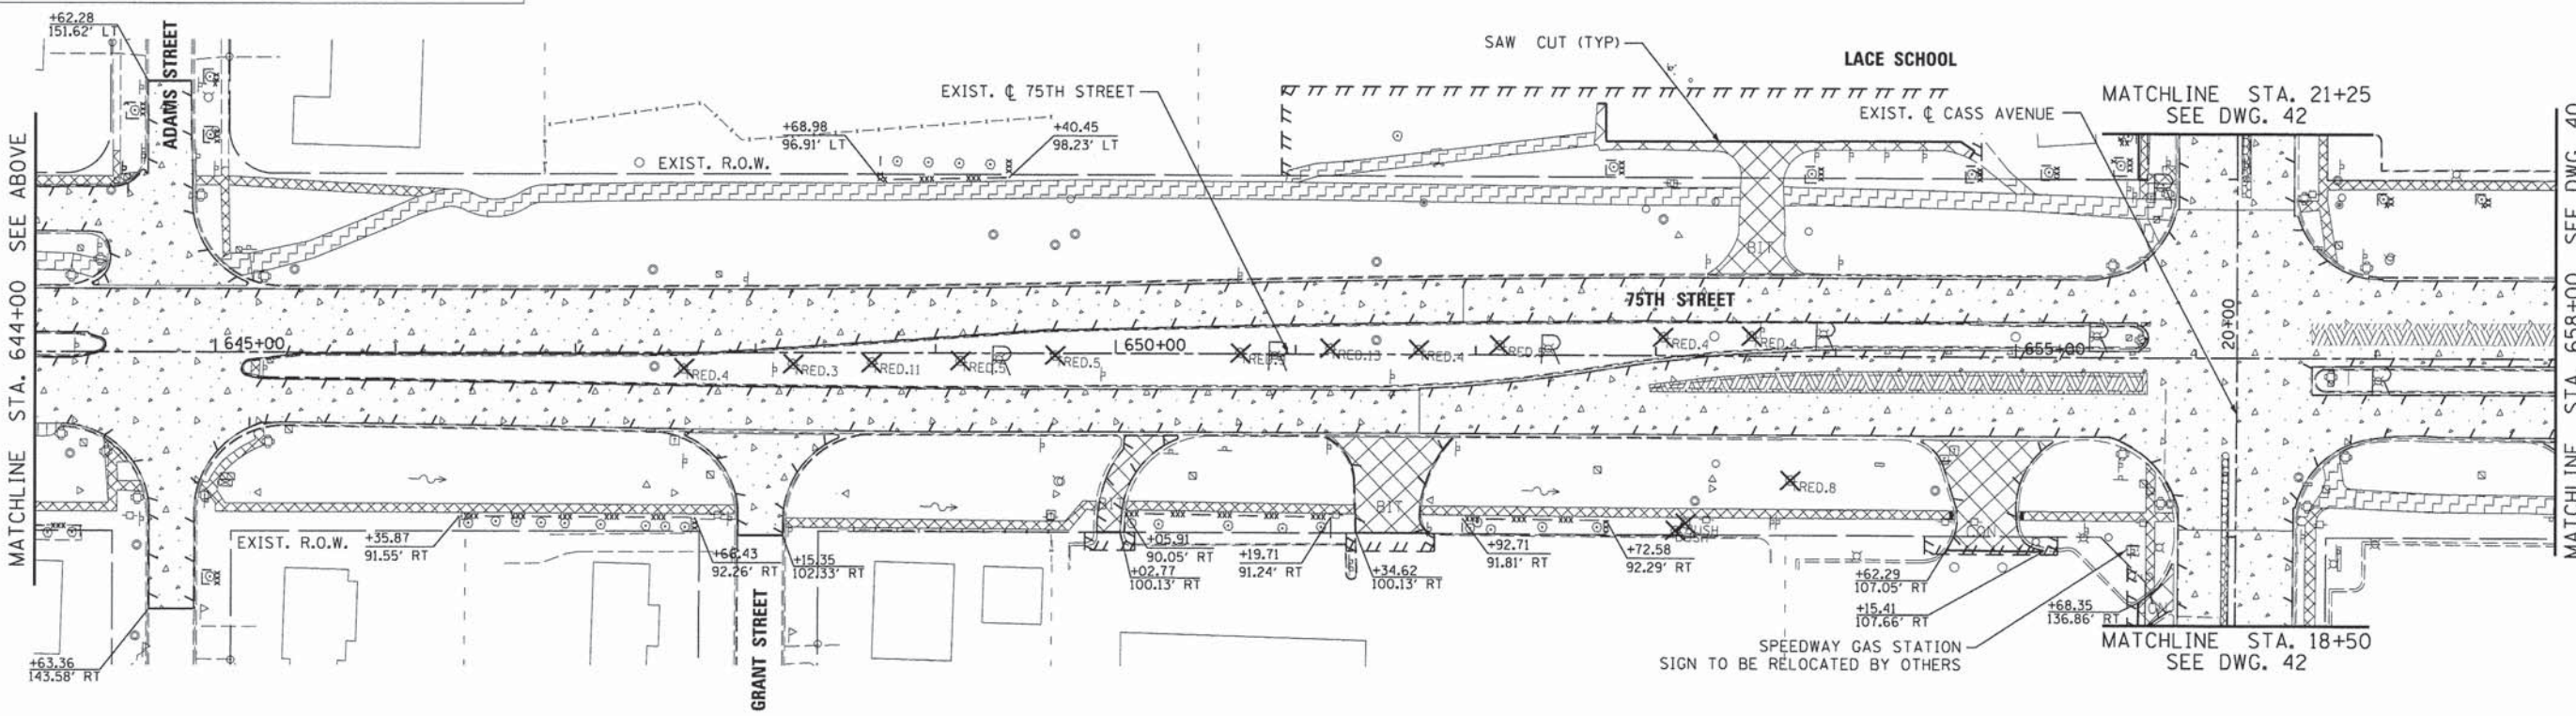 +62.28
151.62' LT
ADAMS STREET
SAW CUT (TYP)
LACE SCHOOL
EXIST. ℄ 75TH STREET
MATCHLINE STA. 21+25
SEE DWG. 42
EXIST. ℄ CASS AVENUE
+68.98
96.91' LT
+40.45
98.23' LT
EXIST. R.O.W.
MATCHLINE STA. 644+00 SEE ABOVE
MATCHLINE STA. 658+00 SEE DWG. 40
BIT
75TH STREET
645+00
650+00
655+00
20+00
RED.4
RED.3
RED.11
RED.5
RED.5
RED.13
RED.4
RED.4
RED.4
RED.8
BIT
BIT
BUSH
EXIST. R.O.W.
+35.87
91.55' RT
+68.43
92.26' RT
+15.35
102.33' RT
+05.91
90.05' RT
+02.77
100.13' RT
+19.71
91.24' RT
+34.62
100.13' RT
+92.71
91.81' RT
+72.58
92.29' RT
+62.29
107.05' RT
+15.41
107.66' RT
+68.35
136.86' RT
+63.36
143.58' RT
GRANT STREET
SPEEDWAY GAS STATION
SIGN TO BE RELOCATED BY OTHERS
MATCHLINE STA. 18+50
SEE DWG. 42